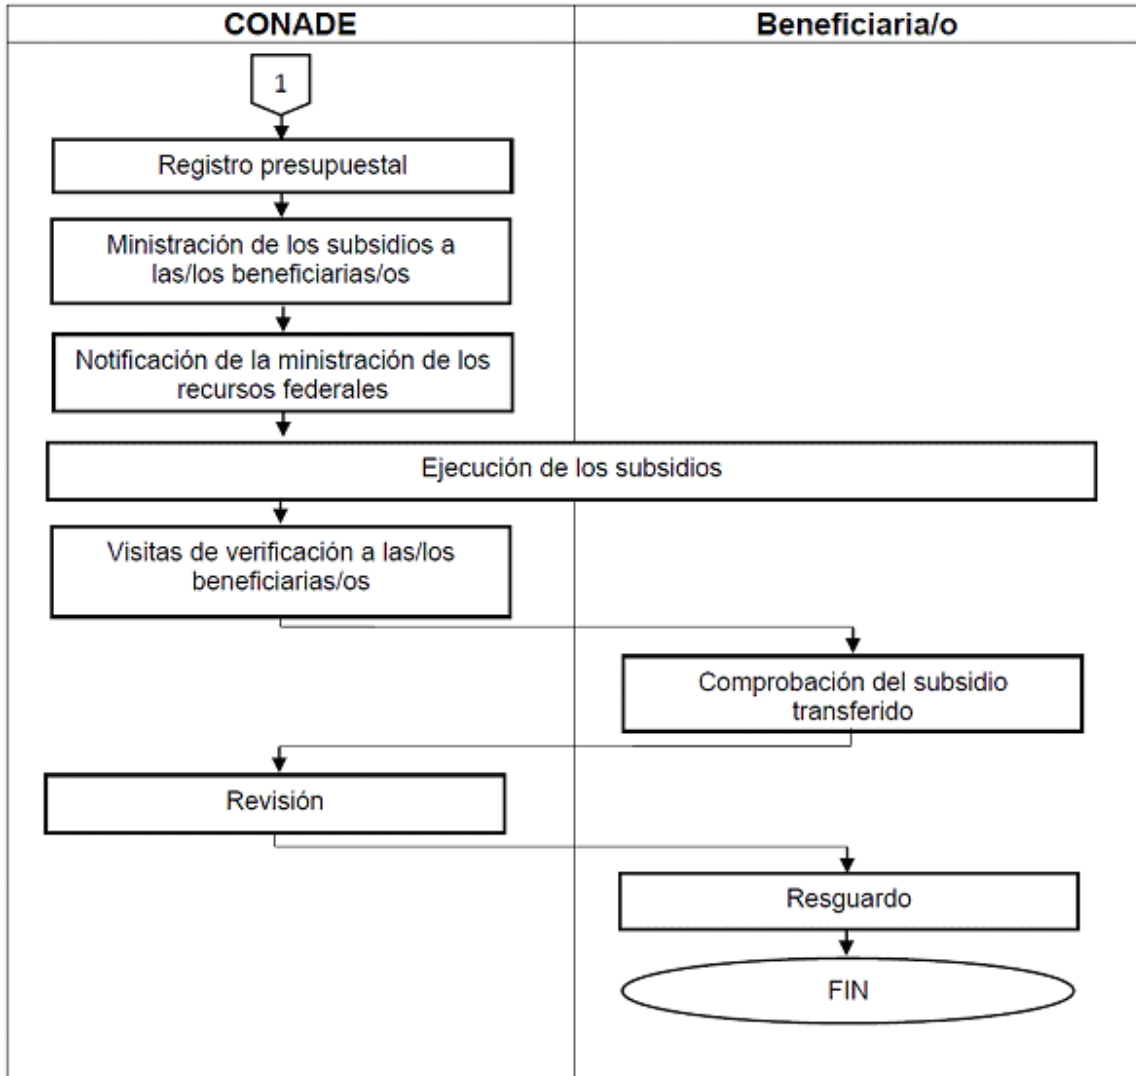 CONADE
Beneficiaria/o
1
Registro presupuestal
Ministración de los subsidios a
las/los beneficiarias/os
Notificación de la ministración de los
recursos federales
Ejecución de los subsidios
Visitas de verificación a las/los
beneficiarias/os
Comprobación del subsidio
transferido
Revisión
Resguardo
FIN